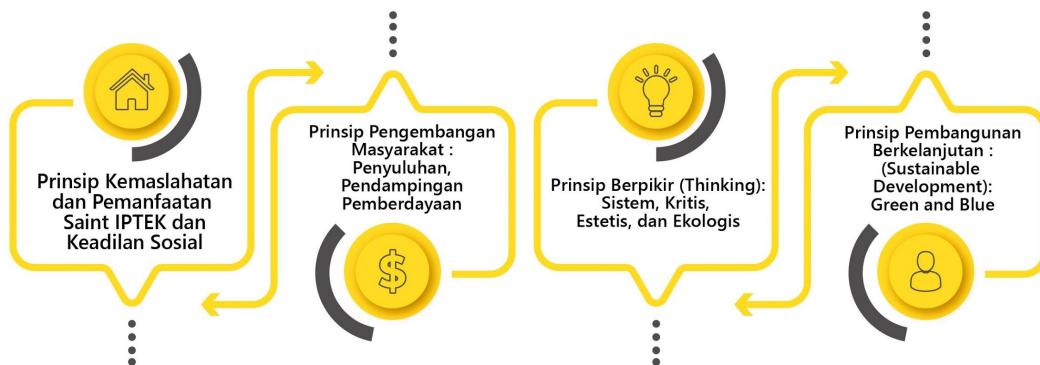 Prinsip Kemaslahatan
dan Pemanfaatan
Saint IPTEK dan
Keadilan Sosial
Prinsip Pengembangan
Masyarakat :
Penyuluhan,
Pendampingan
Pemberdayaan
$
Prinsip Berpikir (Thinking):
Sistem, Kritis,
Estetis, dan Ekologis
Prinsip Pembangunan
Berkelanjutan :
(Sustainable
Development):
Green and Blue